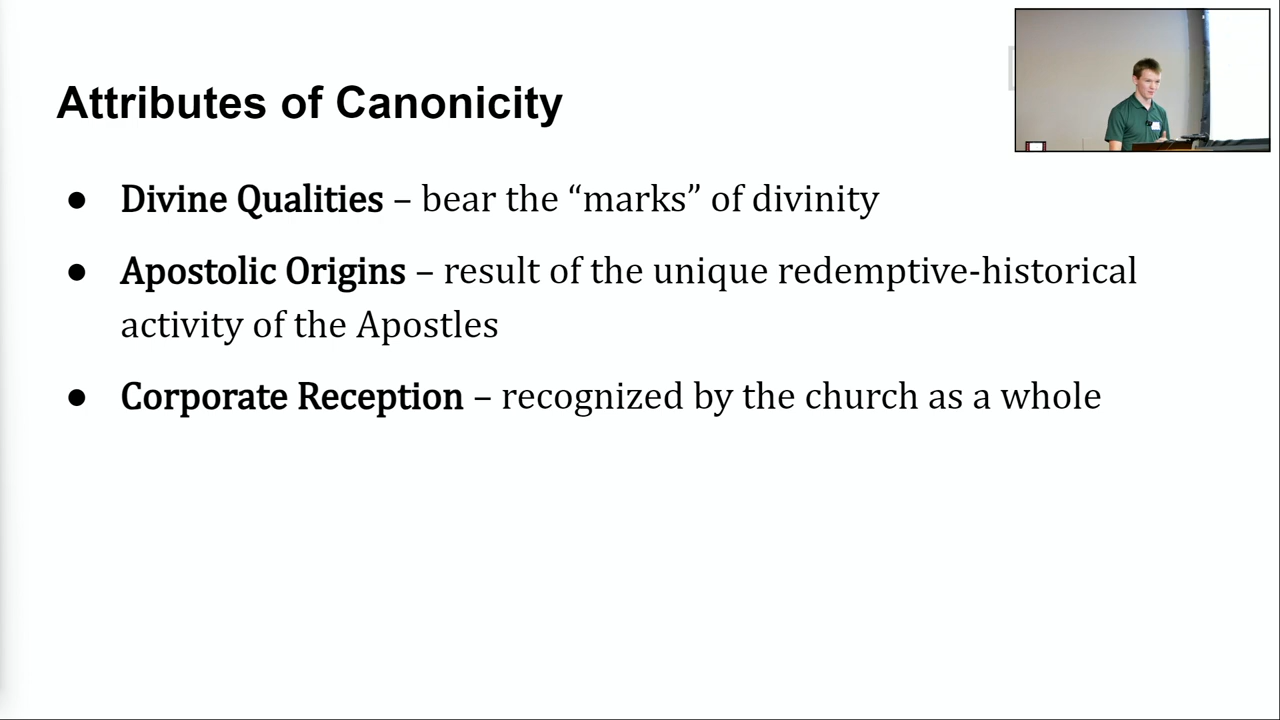 Attributes of Canonicity
● Divine Qualities – bear the “marks” of divinity
● Apostolic Origins – result of the unique redemptive-historical
activity of the Apostles
● Corporate Reception – recognized by the church as a whole